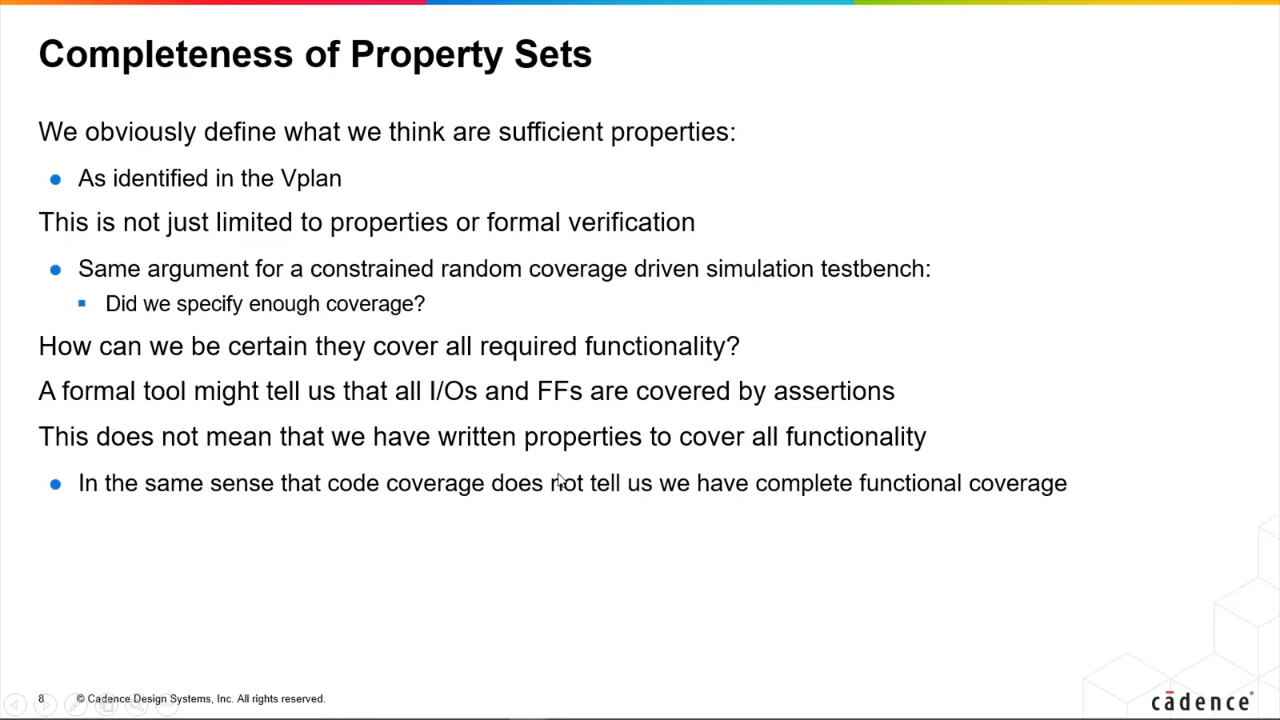 Completeness of Property Sets
We obviously define what we think are sufficient properties:
● As identified in the Vplan
This is not just limited to properties or formal verification
● Same argument for a constrained random coverage driven simulation testbench:
▪ Did we specify enough coverage?
How can we be certain they cover all required functionality?
A formal tool might tell us that all I/Os and FFs are covered by assertions
This does not mean that we have written properties to cover all functionality
● In the same sense that code coverage does not tell us we have complete functional coverage
8 © Cadence Design Systems, Inc. All rights reserved.
cādence®